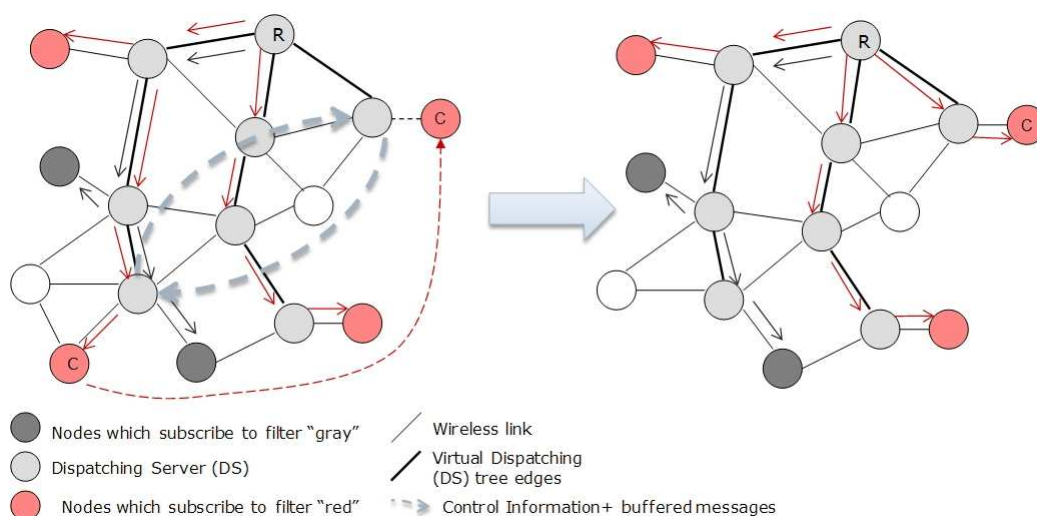 R
C
C
R
C
Nodes which subscribe to filter “gray”
Dispatching Server (DS)
Nodes which subscribe to filter “red”
Wireless link
Virtual Dispatching
(DS) tree edges
Control Information+ buffered messages